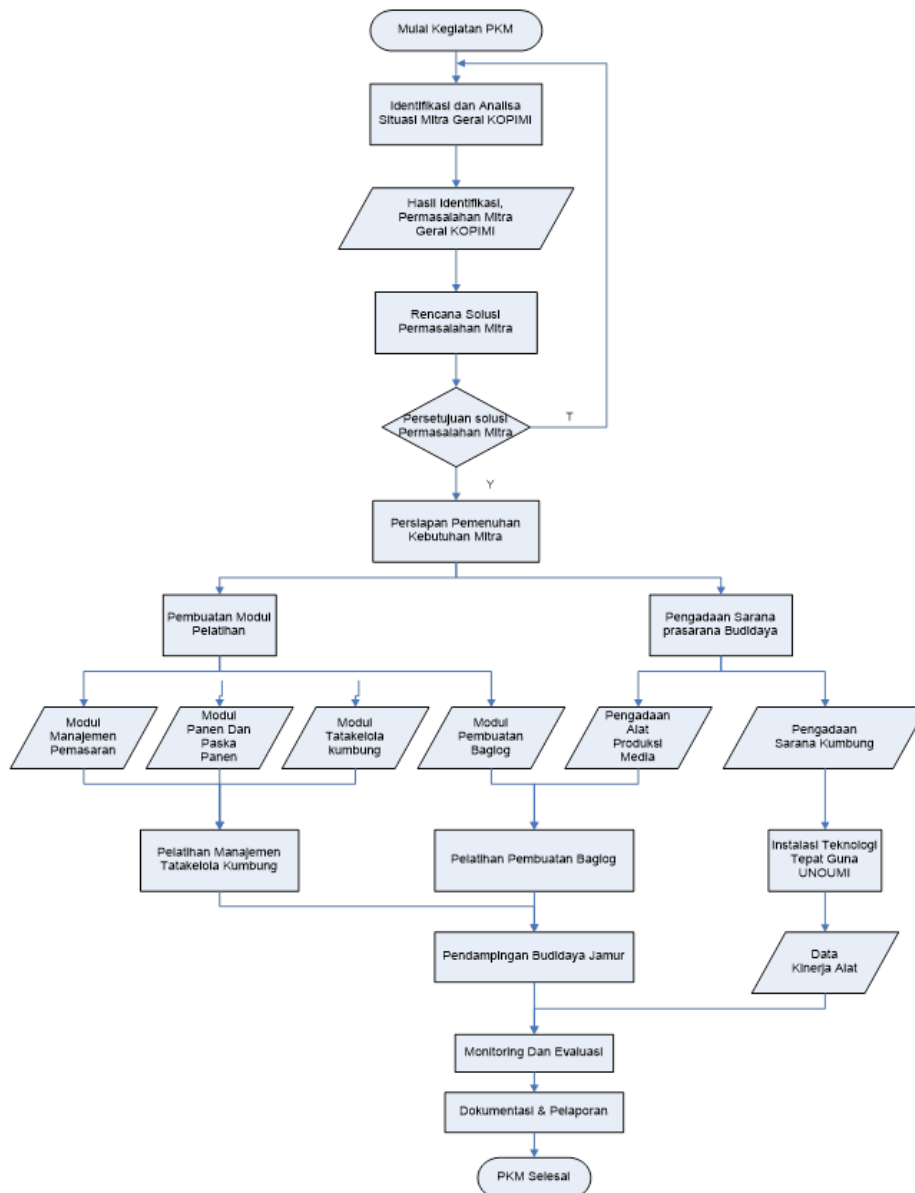 Mulai Kegiatan PKM
Identifikasi dan Analisa
Situasi Mitra Gerai KOPIMI
Hasil Identifikasi,
Permasalahan Mitra
Gerai KOPIMI
Rencana Solusi
Permasalahan Mitra
Persetujuan solusi
Permasalahan Mitra
T
Y
Persiapan Pemenuhan
Kebutuhan Mitra
Pembuatan Modul
Pelatihan
Pengadaan Sarana
prasarana Budidaya
Modul
Manajemen
Pemasaran
Modul
Panen Dan
Paska
Panen
Modul
Tatakelola
kumbung
Modul
Pembuatan
Baglog
Pengadaan
Alat
Produksi
Media
Pengadaan
Sarana Kumbung
Pelatihan Manajemen
Tatakelola Kumbung
Pelatihan Pembuatan Baglog
Instalasi Teknologi
Tepat Guna
UNOUMI
Pendampingan Budidaya Jamur
Data
Kinerja Alat
Monitoring Dan Evaluasi
Dokumentasi & Pelaporan
PKM Selesai